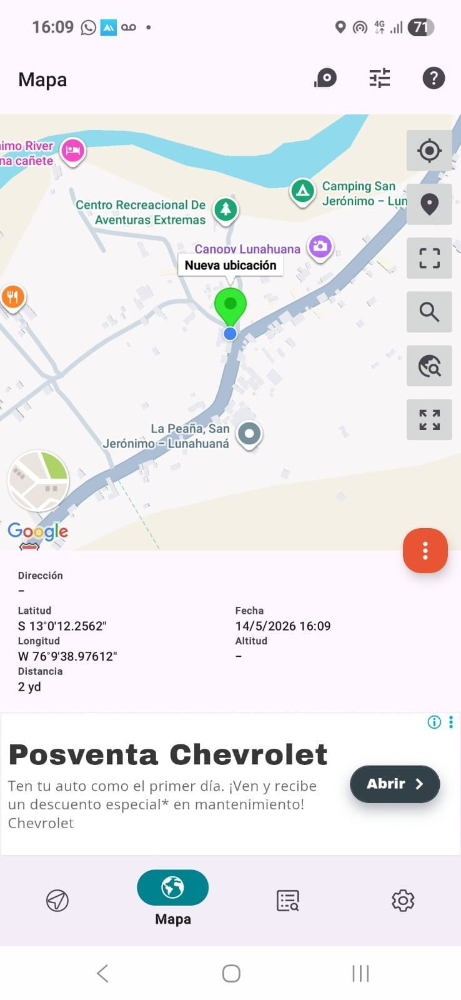 16:09
4G
71
Mapa
imo River
na cañete
Camping San
Jerónimo – Lun
Centro Recreacional De
Aventuras Extremas
Canopy Lunahuana
Nueva ubicación
La Peaña, San
Jerónimo – Lunahuaná
Google
Dirección
–
Latitud
S 13°0'12.2562"
Longitud
W 76°9'38.97612"
Distancia
2 yd
Fecha
14/5/2026 16:09
Altitud
–
Posventa Chevrolet
Ten tu auto como el primer día. ¡Ven y recibe
un descuento especial* en mantenimiento!
Chevrolet
Abrir
Mapa